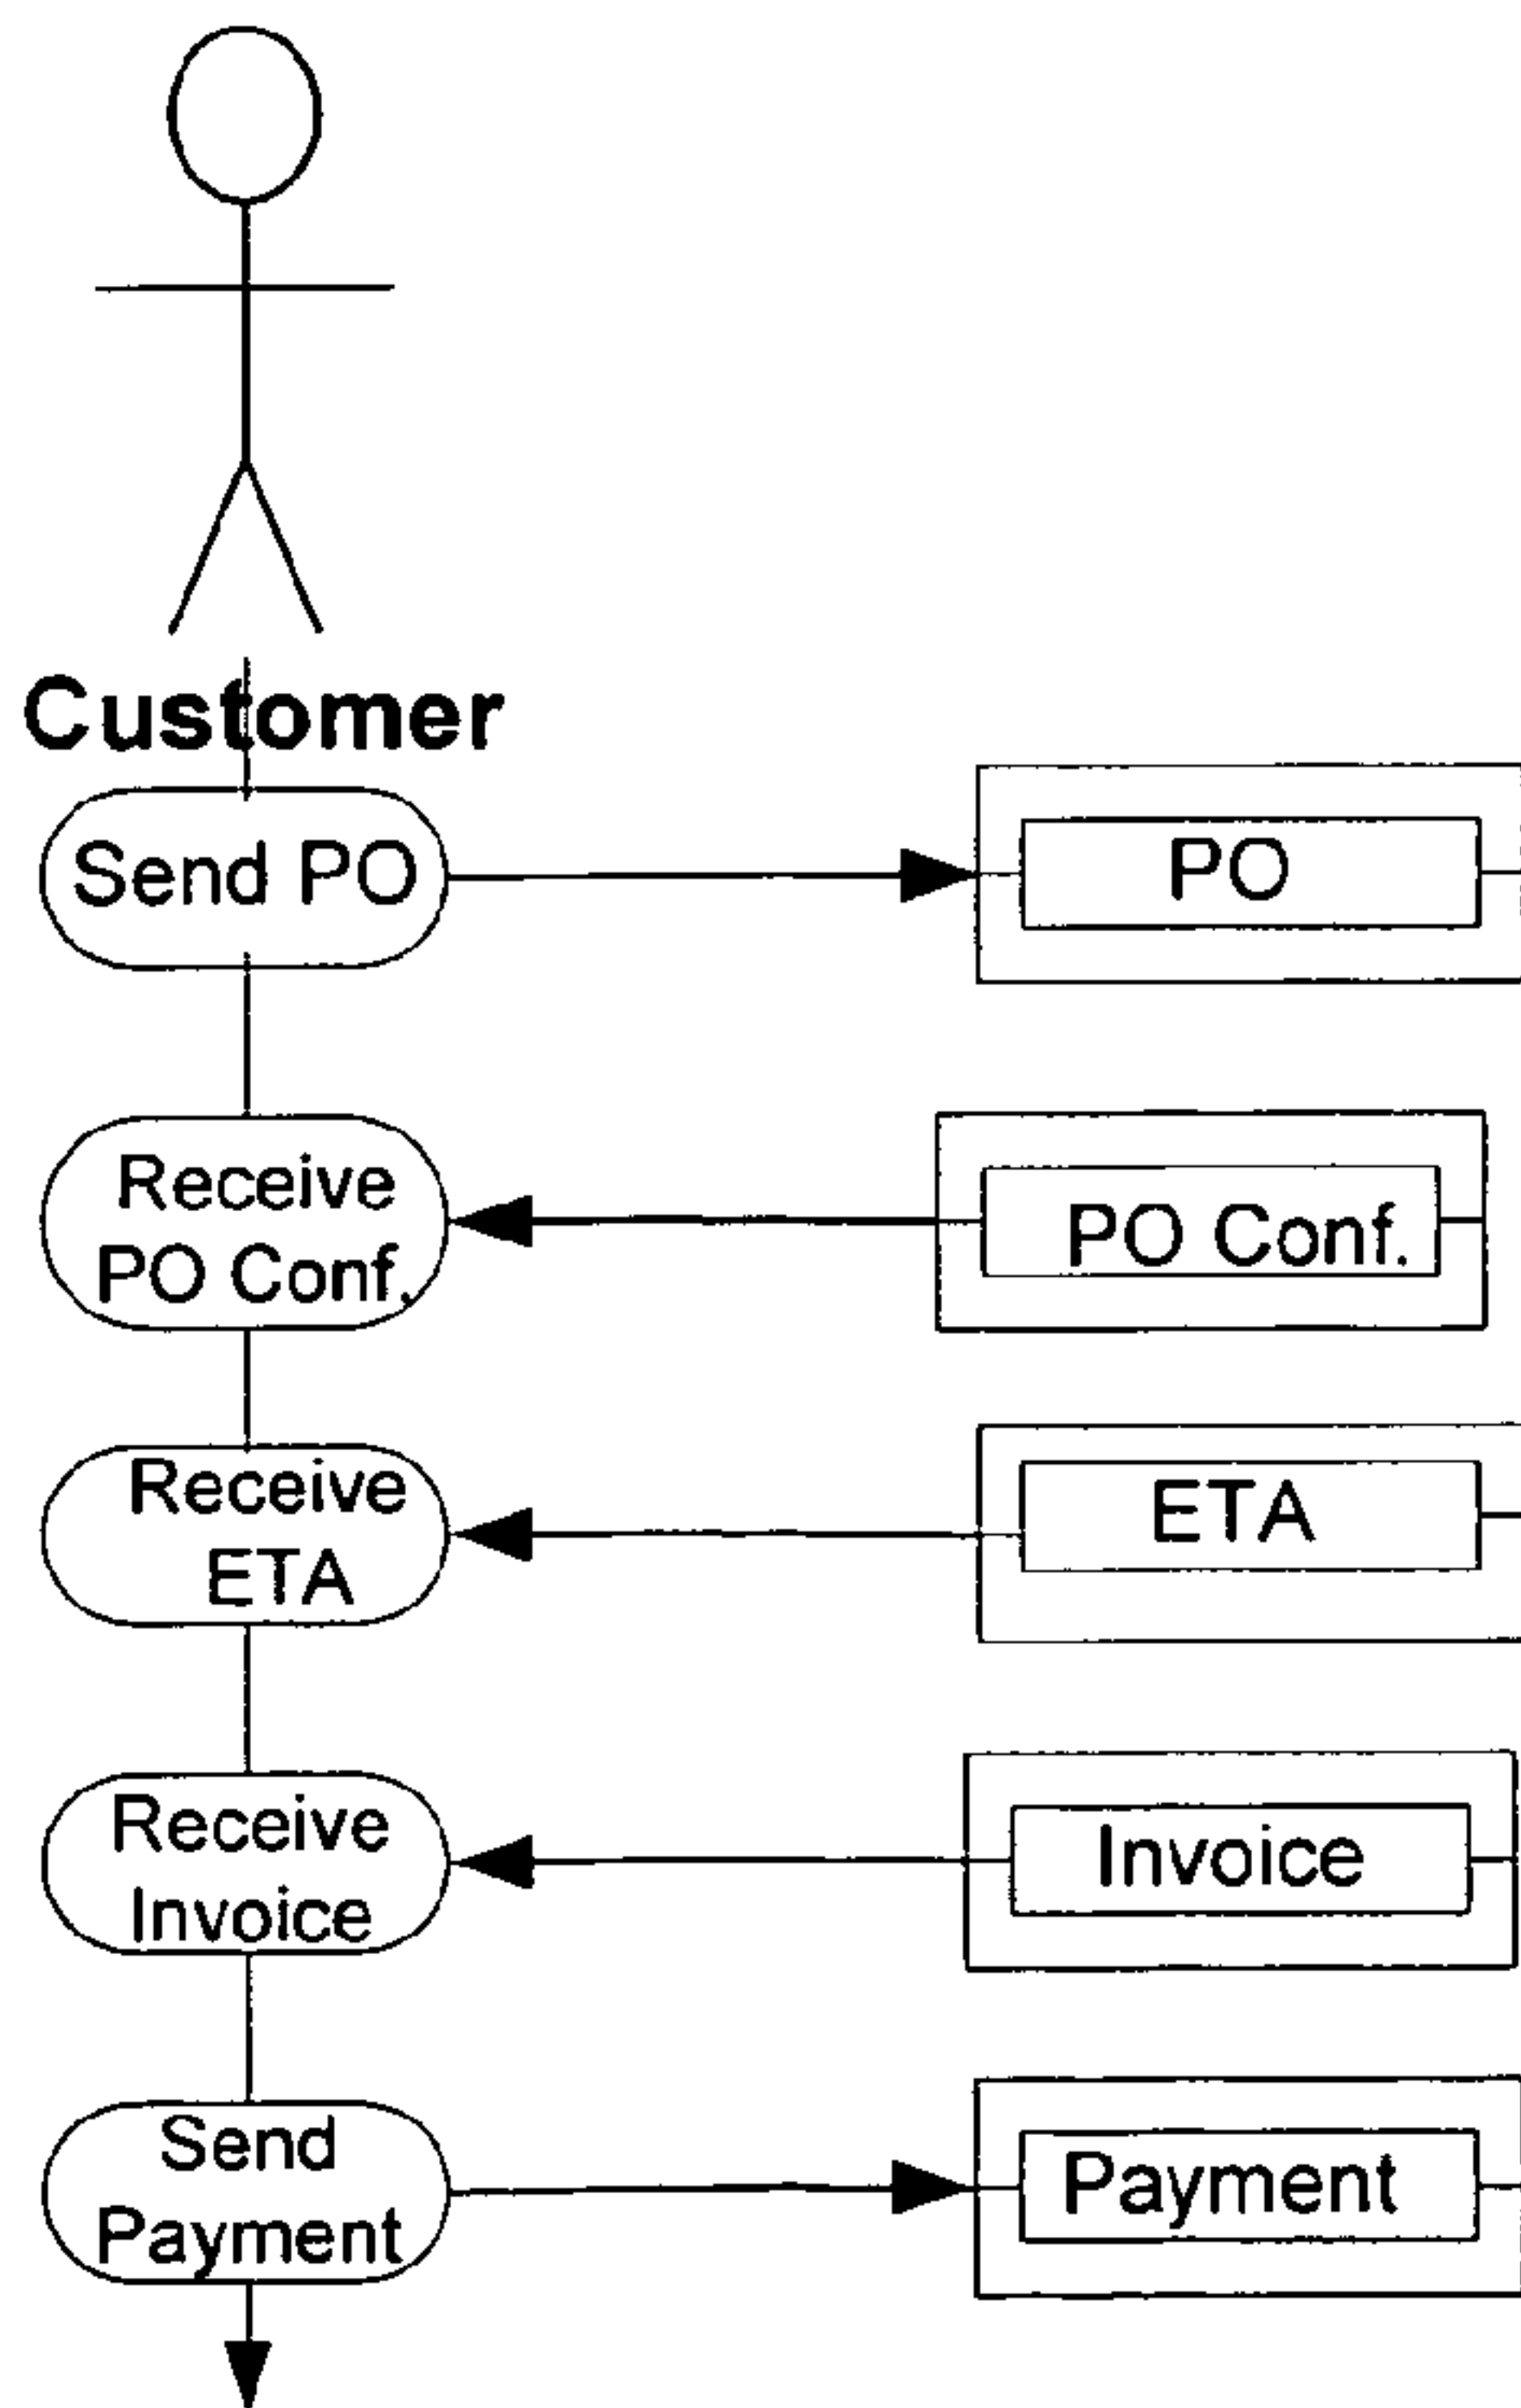 Customer
Send PO
PO
Receive
PO Conf.
PO Conf.
Receive
ETA
ETA
Receive
Invoice
Invoice
Send
Payment
Payment